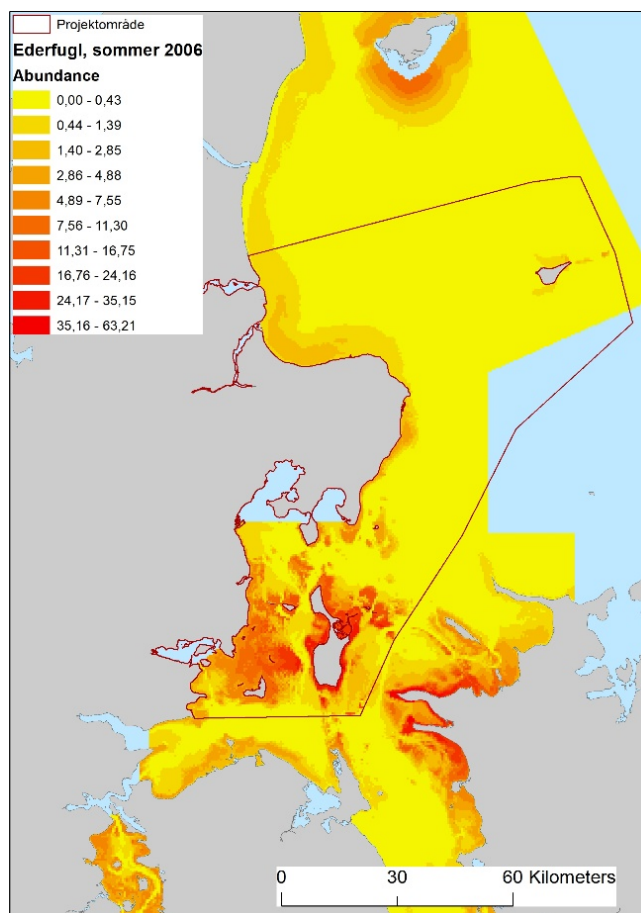 Projektområde
Ederfugl, sommer 2006
Abundance
0,00 - 0,43
0,44 - 1,39
1,40 - 2,85
2,86 - 4,88
4,89 - 7,55
7,56 - 11,30
11,31 - 16,75
16,76 - 24,16
24,17 - 35,15
35,16 - 63,21
0 30 60 Kilometers